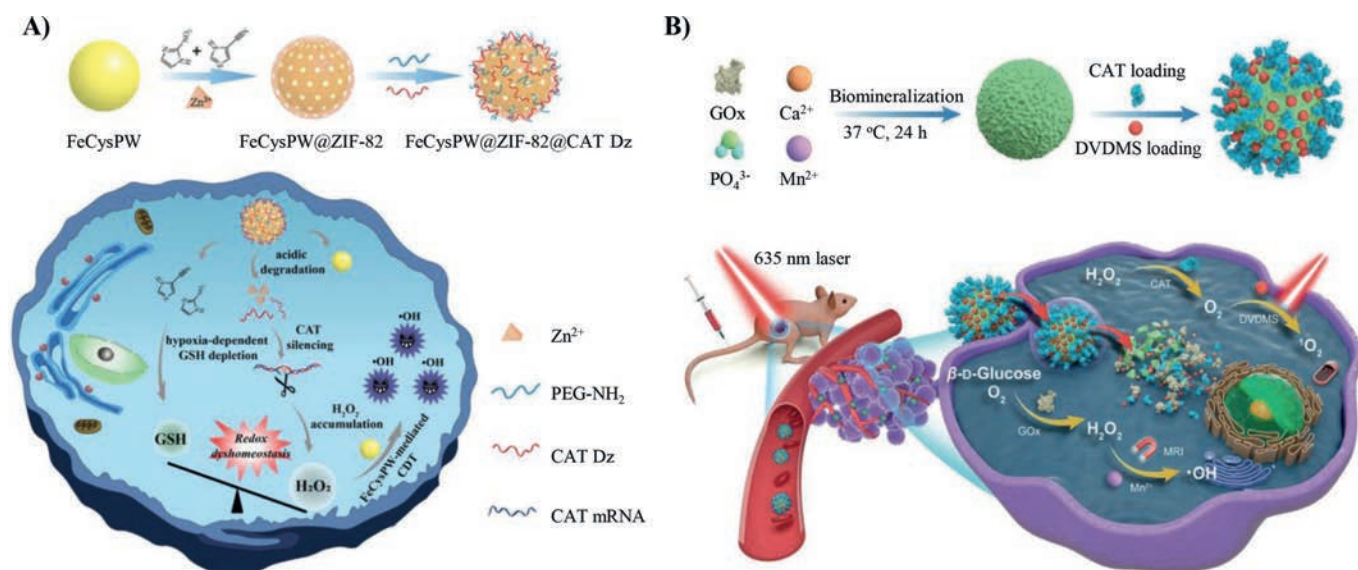 A)
Zn²⁺
FeCysPW
FeCysPW@ZIF-82
FeCysPW@ZIF-82@CAT Dz
acidic
degradation
hypoxia-dependent
GSH depletion
CAT
silencing
•OH
•OH
•OH
H₂O₂
accumulation
FeCysPW-mediated
CDT
GSH
Redox
dyshomeostasis
H₂O₂
Zn²⁺
PEG-NH₂
CAT Dz
CAT mRNA
B)
GOx
Ca²⁺
PO₄³⁻
Mn²⁺
Biomineralization
37 °C, 24 h
CAT loading
DVDMS loading
635 nm laser
H₂O₂
CAT
O₂
DVDMS
¹O₂
β-D-Glucose
O₂
GOx
H₂O₂
MRI
Mn²⁺
·OH